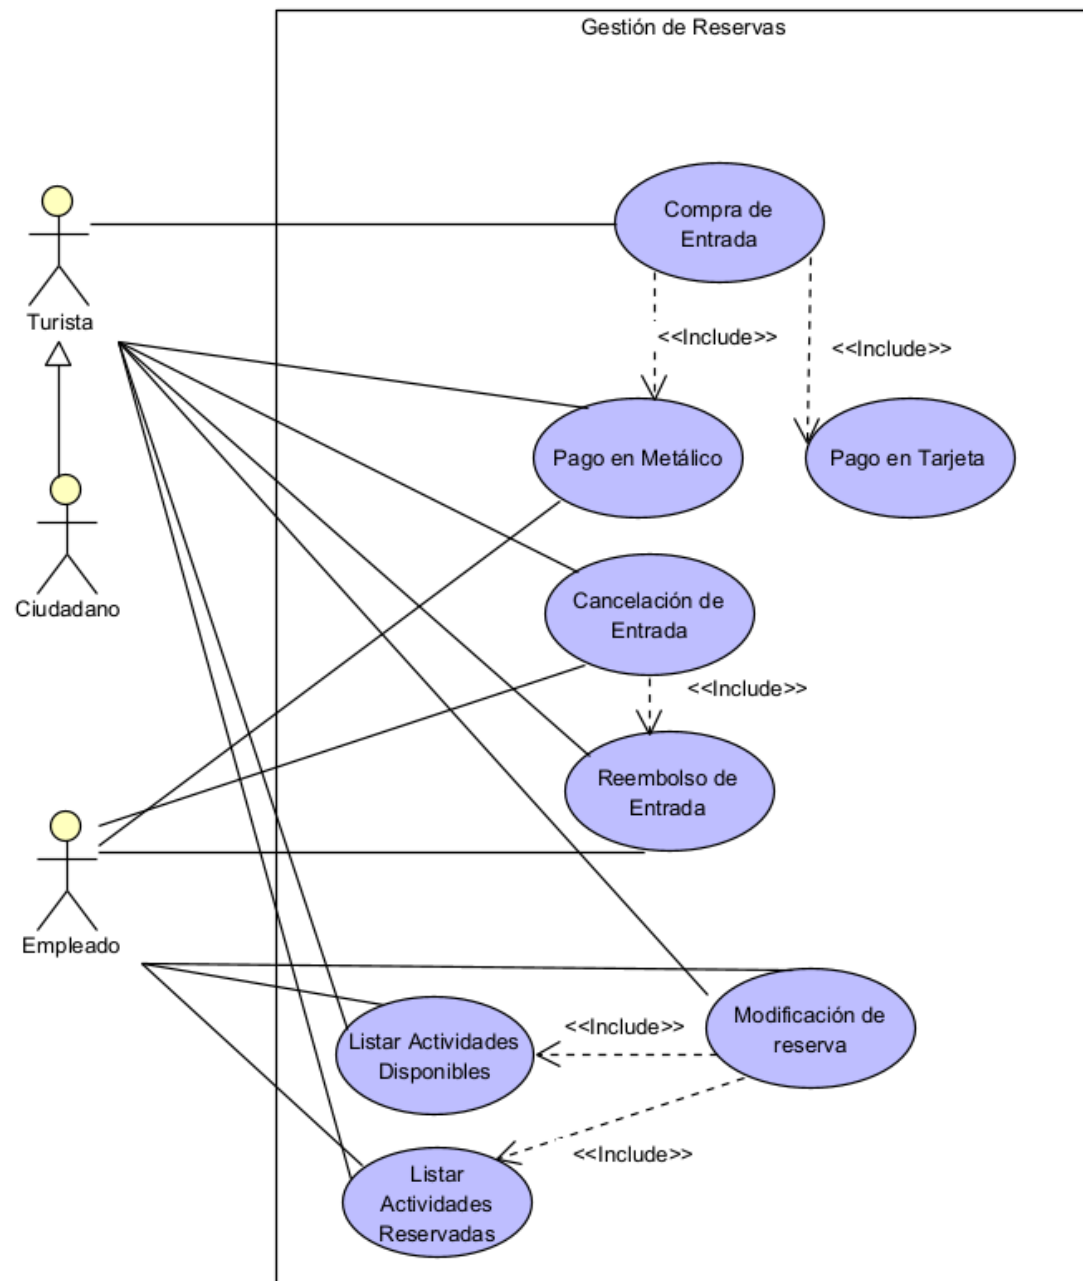 Gestión de Reservas
Compra de
Entrada
Turista
<<Include>>
<<Include>>
Pago en Metálico
Pago en Tarjeta
Ciudadano
Cancelación de
Entrada
<<Include>>
Reembolso de
Entrada
Empleado
Modificación de
reserva
<<Include>>
Listar Actividades
Disponibles
<<Include>>
Listar
Actividades
Reservadas